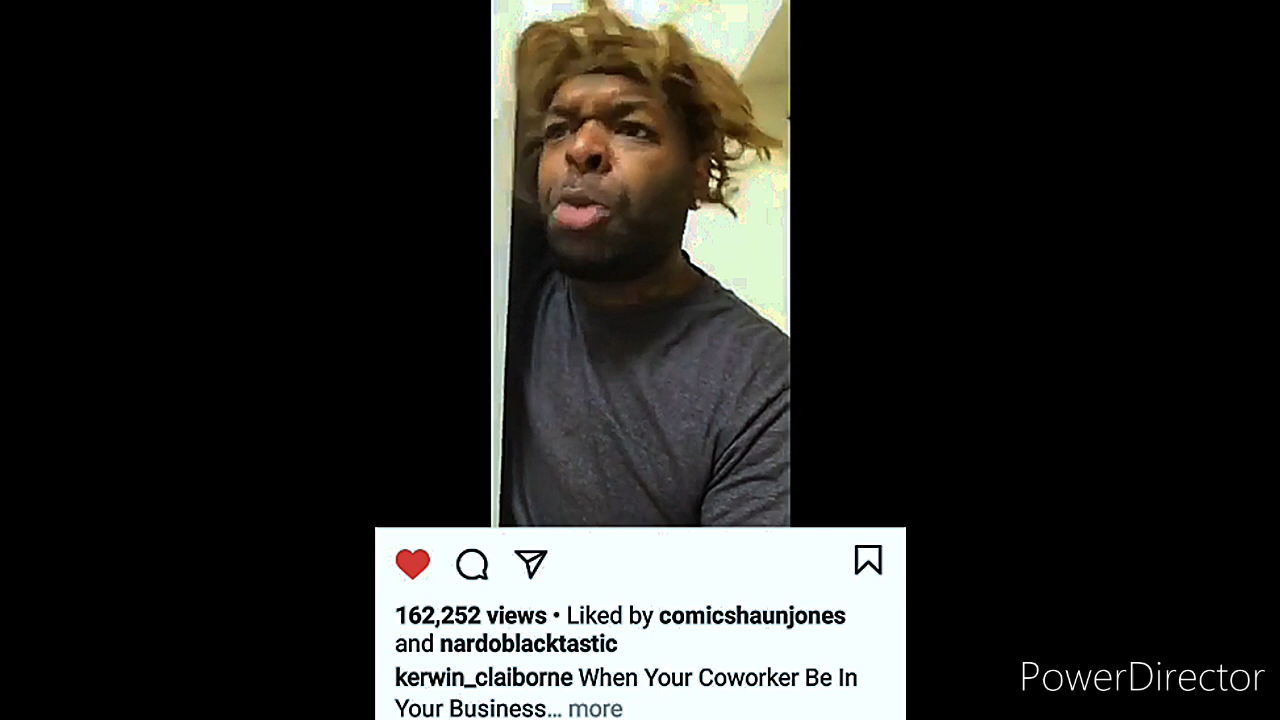 162,252 views • Liked by comicshaunjones
and nardoblacktastic
kerwin_claiborne When Your Coworker Be In
Your Business... more
PowerDirector